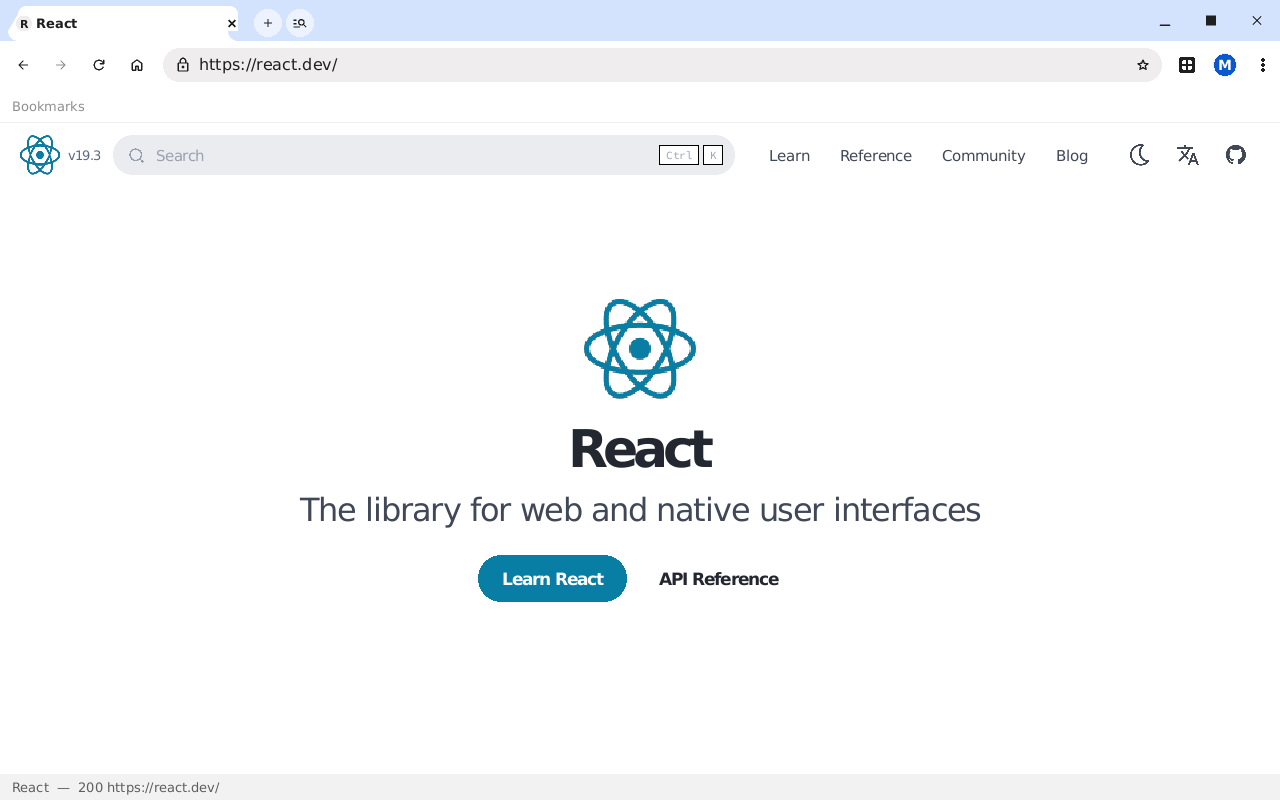 R React
https://react.dev/
M
Bookmarks
v19.3 Search Ctrl K Learn Reference Community Blog
React
The library for web and native user interfaces
Learn React API Reference
React — 200 https://react.dev/